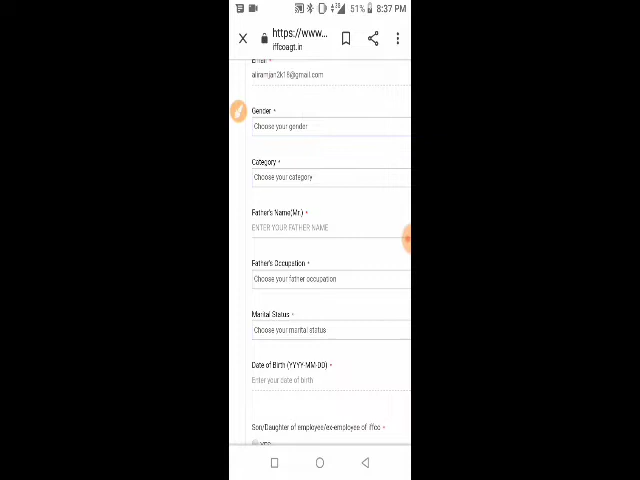 51% 8:37 PM
https://www...
iffcoagt.in
Email *
aliramjan2k18@gmail.com
Gender *
Choose your gender
Category *
Choose your category
Father's Name(Mr.) *
ENTER YOUR FATHER NAME
Father's Occupation *
Choose your father occupation
Marital Status *
Choose your marital status
Date of Birth (YYYY-MM-DD) *
Enter your date of birth
Son/Daughter of employee/ex-employee of iffco *
YES